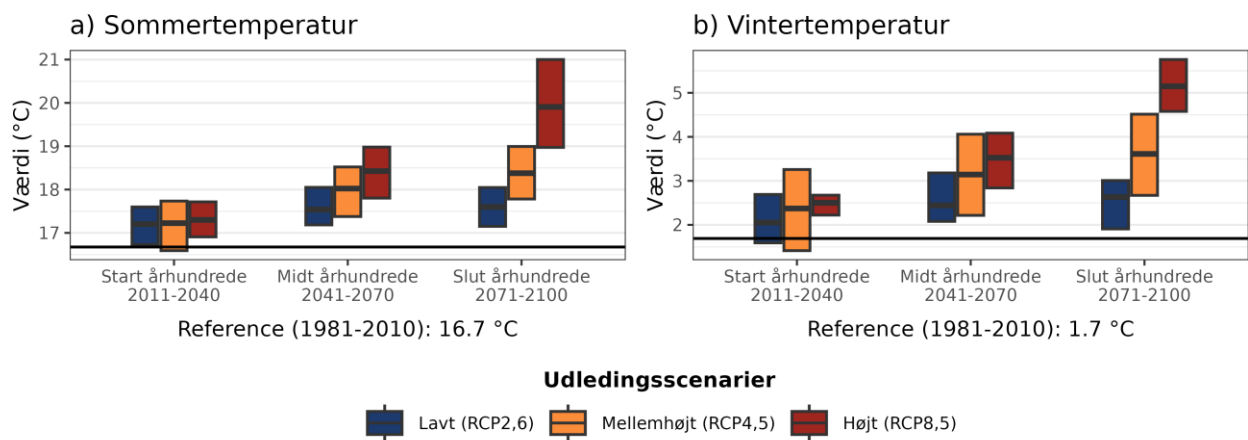 a) Sommertemperatur
Værdi (°C)
21
20
19
18
17
Start århundrede
2011-2040
Midt århundrede
2041-2070
Slut århundrede
2071-2100
Reference (1981-2010): 16.7 °C
b) Vintertemperatur
Værdi (°C)
5
4
3
2
Start århundrede
2011-2040
Midt århundrede
2041-2070
Slut århundrede
2071-2100
Reference (1981-2010): 1.7 °C
Udledingsscenarier
Lavt (RCP2,6)
Mellemhøjt (RCP4,5)
Højt (RCP8,5)